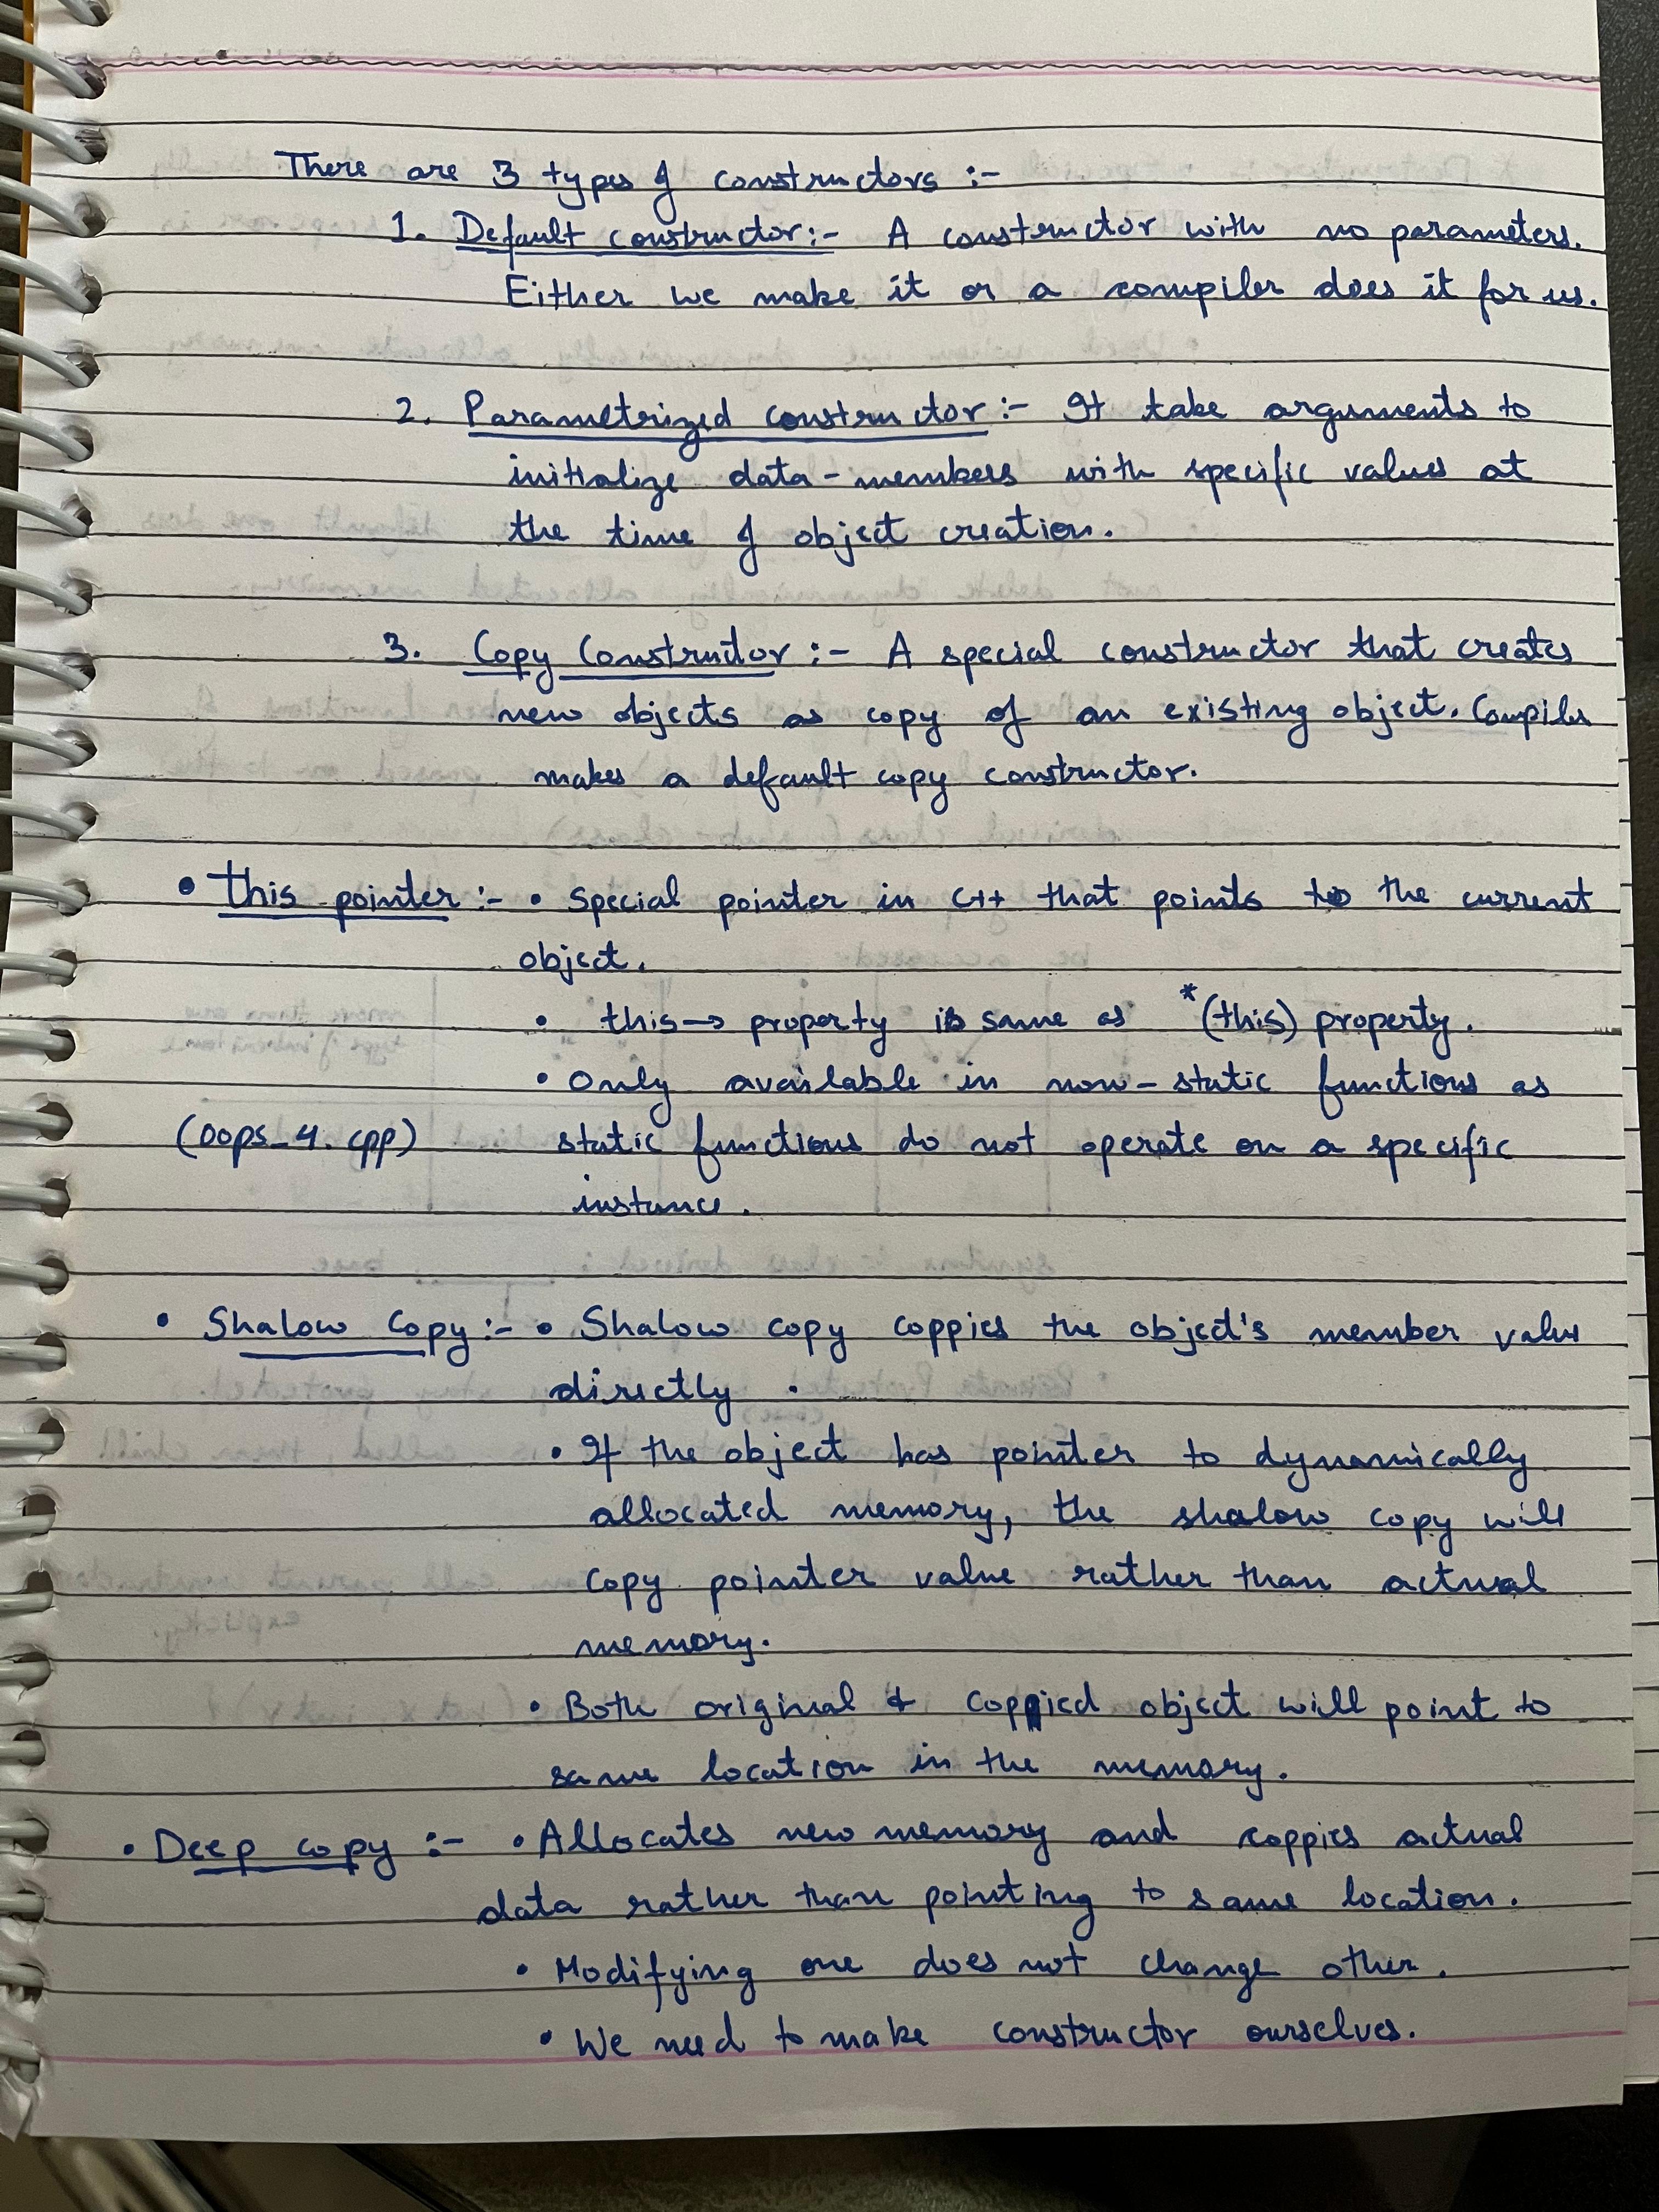 There are 3 types of constructors :-
1. Default constructor:- A constructor with no parameters.
Either we make it or a compiler does it for us.
2. Parametrized constructor :- It take arguments to
initialize data-members with specific values at
the time of object creation.
3. Copy Constructor :- A special constructor that creates
new objects as copy of an existing object. Compiler
makes a default copy constructor.
• this pointer :- • Special pointer in C++ that points to the current
object.
• this→ property is same as *(this) property.
• Only available in non-static functions as
(oops_4.cpp) static functions do not operate on a specific
instance.
• Shalow Copy :- • Shalow copy coppies the object's member value
directly.
• If the object has pointer to dynamically
allocated memory, the shalow copy will
copy pointer value rather than actual
memory.
• Both original & coppied object will point to
same location in the memory.
• Deep copy :- • Allocates new memory and coppies actual
data rather than pointing to same location.
• Modifying one does not change other.
• We need to make constructor ourselves.